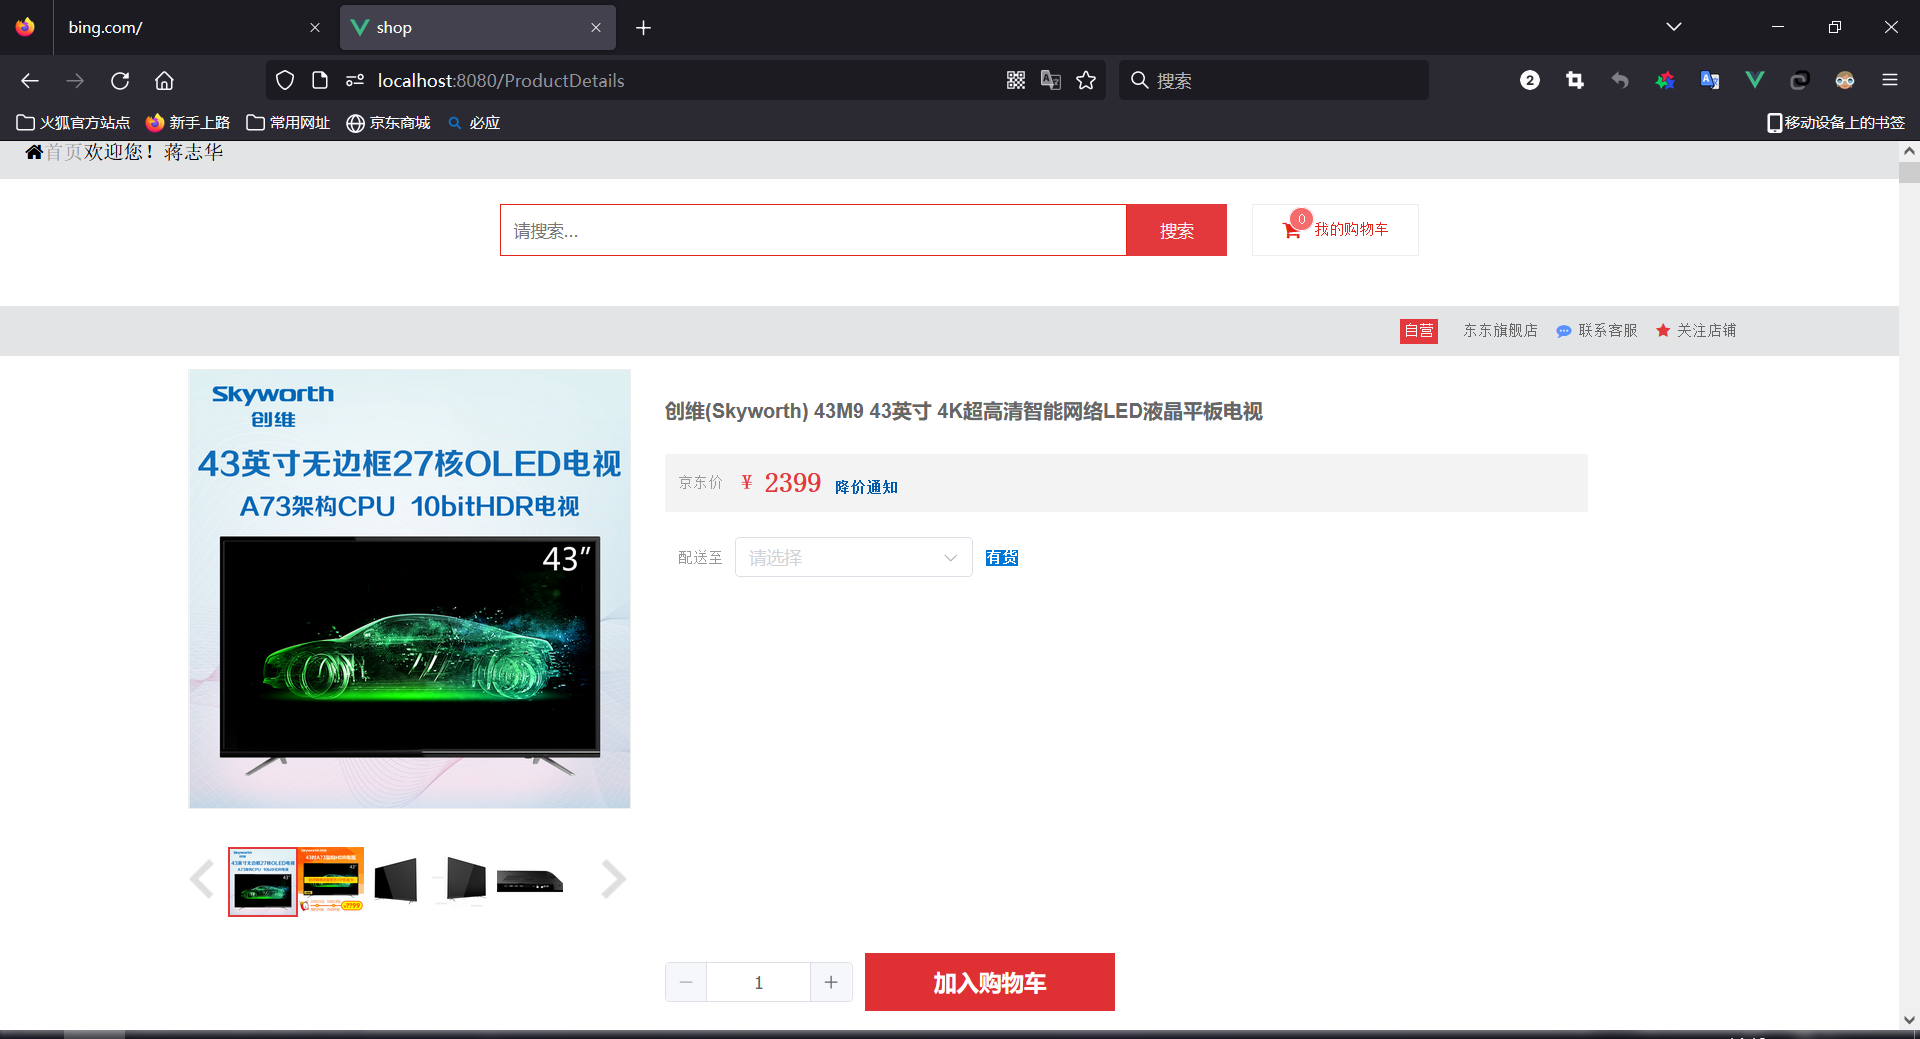 bing.com/
shop
localhost:8080/ProductDetails
搜索
2
火狐官方站点
新手上路
常用网址
京东商城
必应
移动设备上的书签
首页欢迎您！蒋志华
请搜索...
搜索
0
我的购物车
自营
东东旗舰店
联系客服
关注店铺
Skyworth
创维
43英寸无边框27核OLED电视
A73架构CPU 10bitHDR电视
43″
创维(Skyworth) 43M9 43英寸 4K超高清智能网络LED液晶平板电视
京东价
¥ 2399
降价通知
配送至
请选择
有货
1
加入购物车